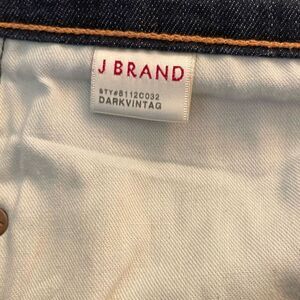 J BRAND
STY#8112C032
DARKVINTAG